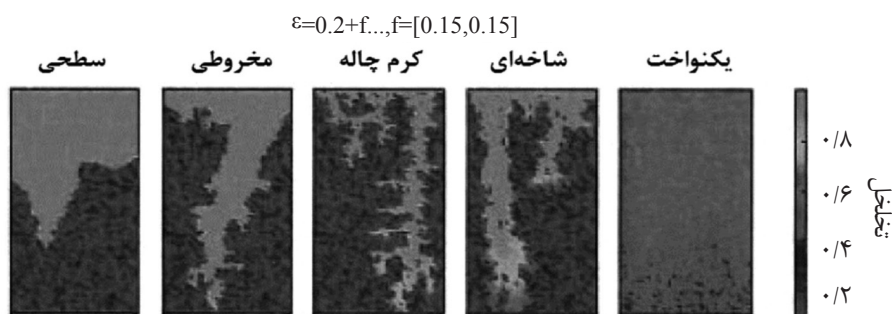 ε=0.2+f...,f=[0.15,0.15]
سطحی
مخروطی
کرم چاله
شاخه‌ای
یکنواخت
۰/۸
۰/۶
۰/۴
۰/۲
تخلخل